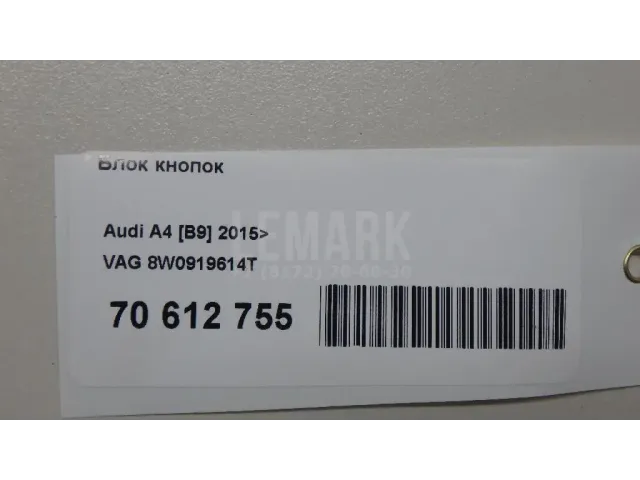 Блок кнопок
Audi A4 [B9] 2015>
LEMARK
VAG 8W0919614T
70 612 755